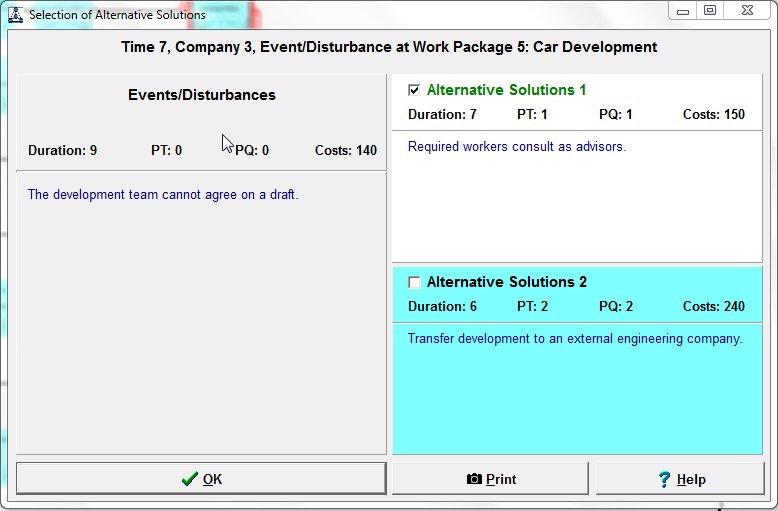 Selection of Alternative Solutions
Time 7, Company 3, Event/Disturbance at Work Package 5: Car Development
Events/Disturbances
Duration: 9 PT: 0 PQ: 0 Costs: 140
The development team cannot agree on a draft.
Alternative Solutions 1
Duration: 7 PT: 1 PQ: 1 Costs: 150
Required workers consult as advisors.
Alternative Solutions 2
Duration: 6 PT: 2 PQ: 2 Costs: 240
Transfer development to an external engineering company.
OK
Print
? Help